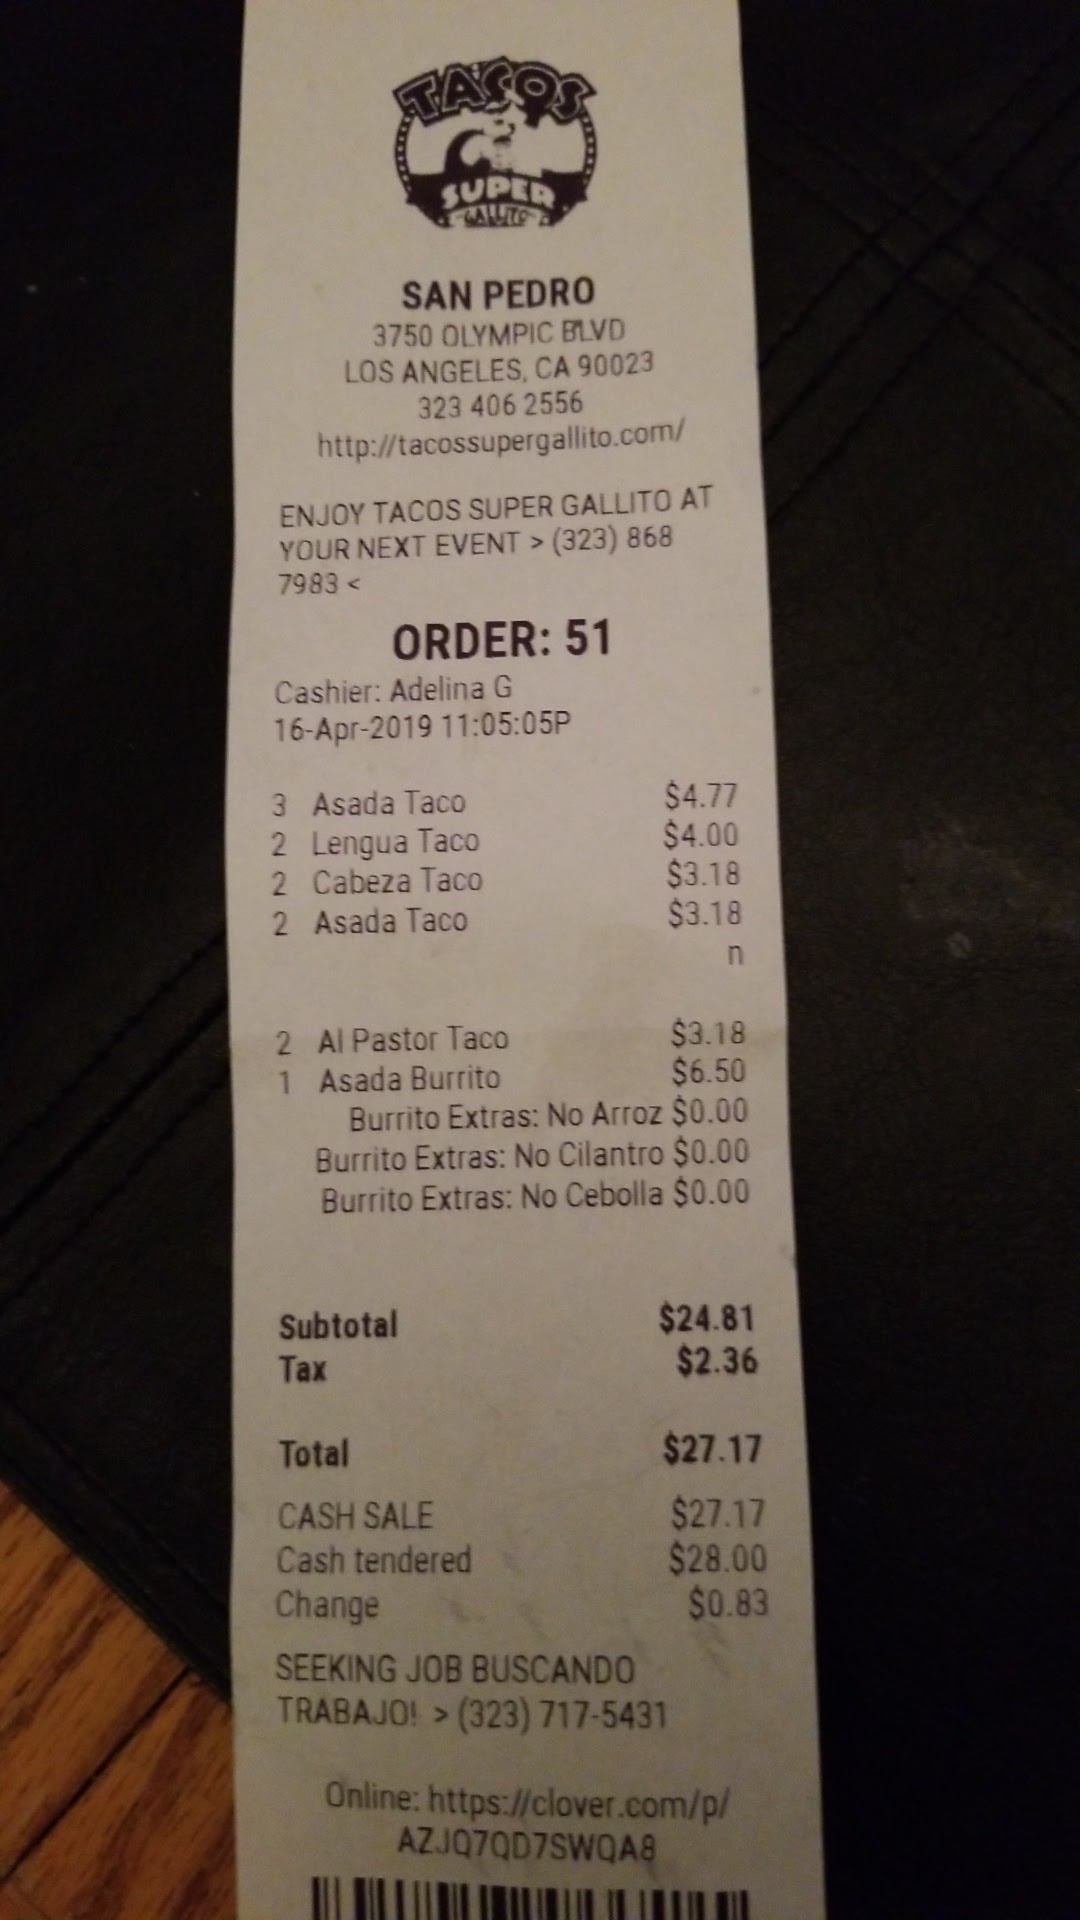 TACOS
SUPER
GALLITO
SAN PEDRO
3750 OLYMPIC BLVD
LOS ANGELES, CA 90023
323 406 2556
http://tacossupergallito.com/
ENJOY TACOS SUPER GALLITO AT
YOUR NEXT EVENT > (323) 868
7983 <
ORDER: 51
Cashier: Adelina G
16-Apr-2019 11:05:05P
3 Asada Taco $4.77
2 Lengua Taco $4.00
2 Cabeza Taco $3.18
2 Asada Taco $3.18
n
2 Al Pastor Taco $3.18
1 Asada Burrito $6.50
Burrito Extras: No Arroz $0.00
Burrito Extras: No Cilantro $0.00
Burrito Extras: No Cebolla $0.00
Subtotal $24.81
Tax $2.36
Total $27.17
CASH SALE $27.17
Cash tendered $28.00
Change $0.83
SEEKING JOB BUSCANDO
TRABAJO! > (323) 717-5431
Online: https://clover.com/p/
AZJQ7QD7SWQA8